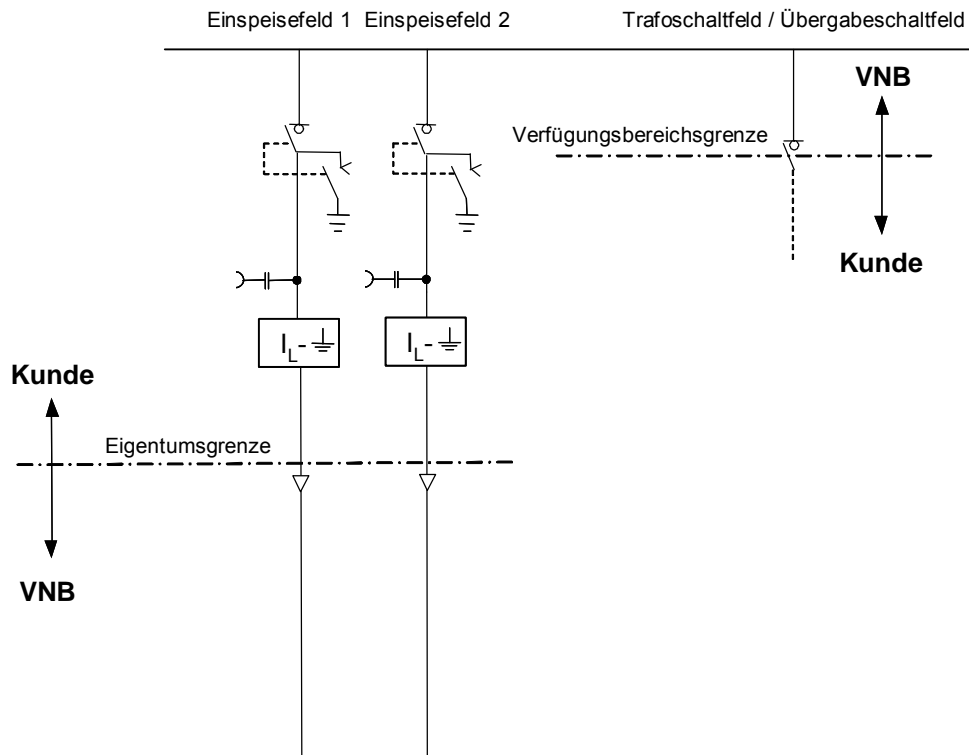 Einspeisefeld 1 Einspeisefeld 2 Trafoschaltfeld / Übergabeschaltfeld
VNB
Verfügungsbereichsgrenze
Kunde
I_L- I_L-
Kunde
Eigentumsgrenze
VNB